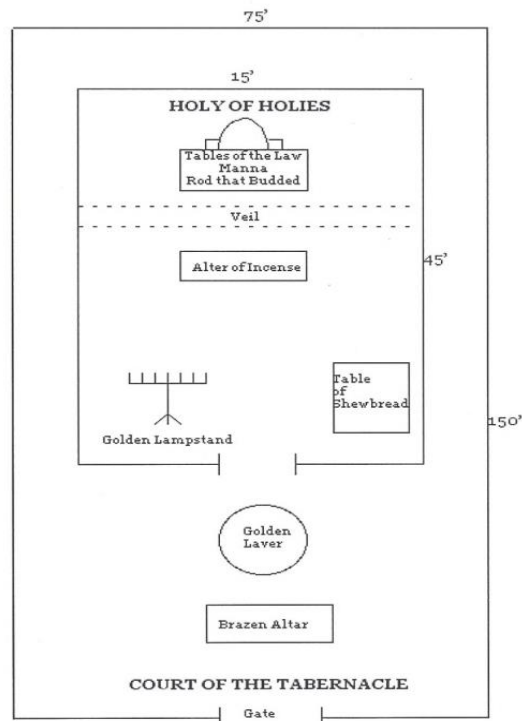 75'
15'
HOLY OF HOLIES
Tables of the Law
Manna
Rod that Budded
Veil
Alter of Incense
45'
Table
of
Shewbread
150'
Golden Lampstand
Golden
Laver
Brazen Altar
COURT OF THE TABERNACLE
Gate